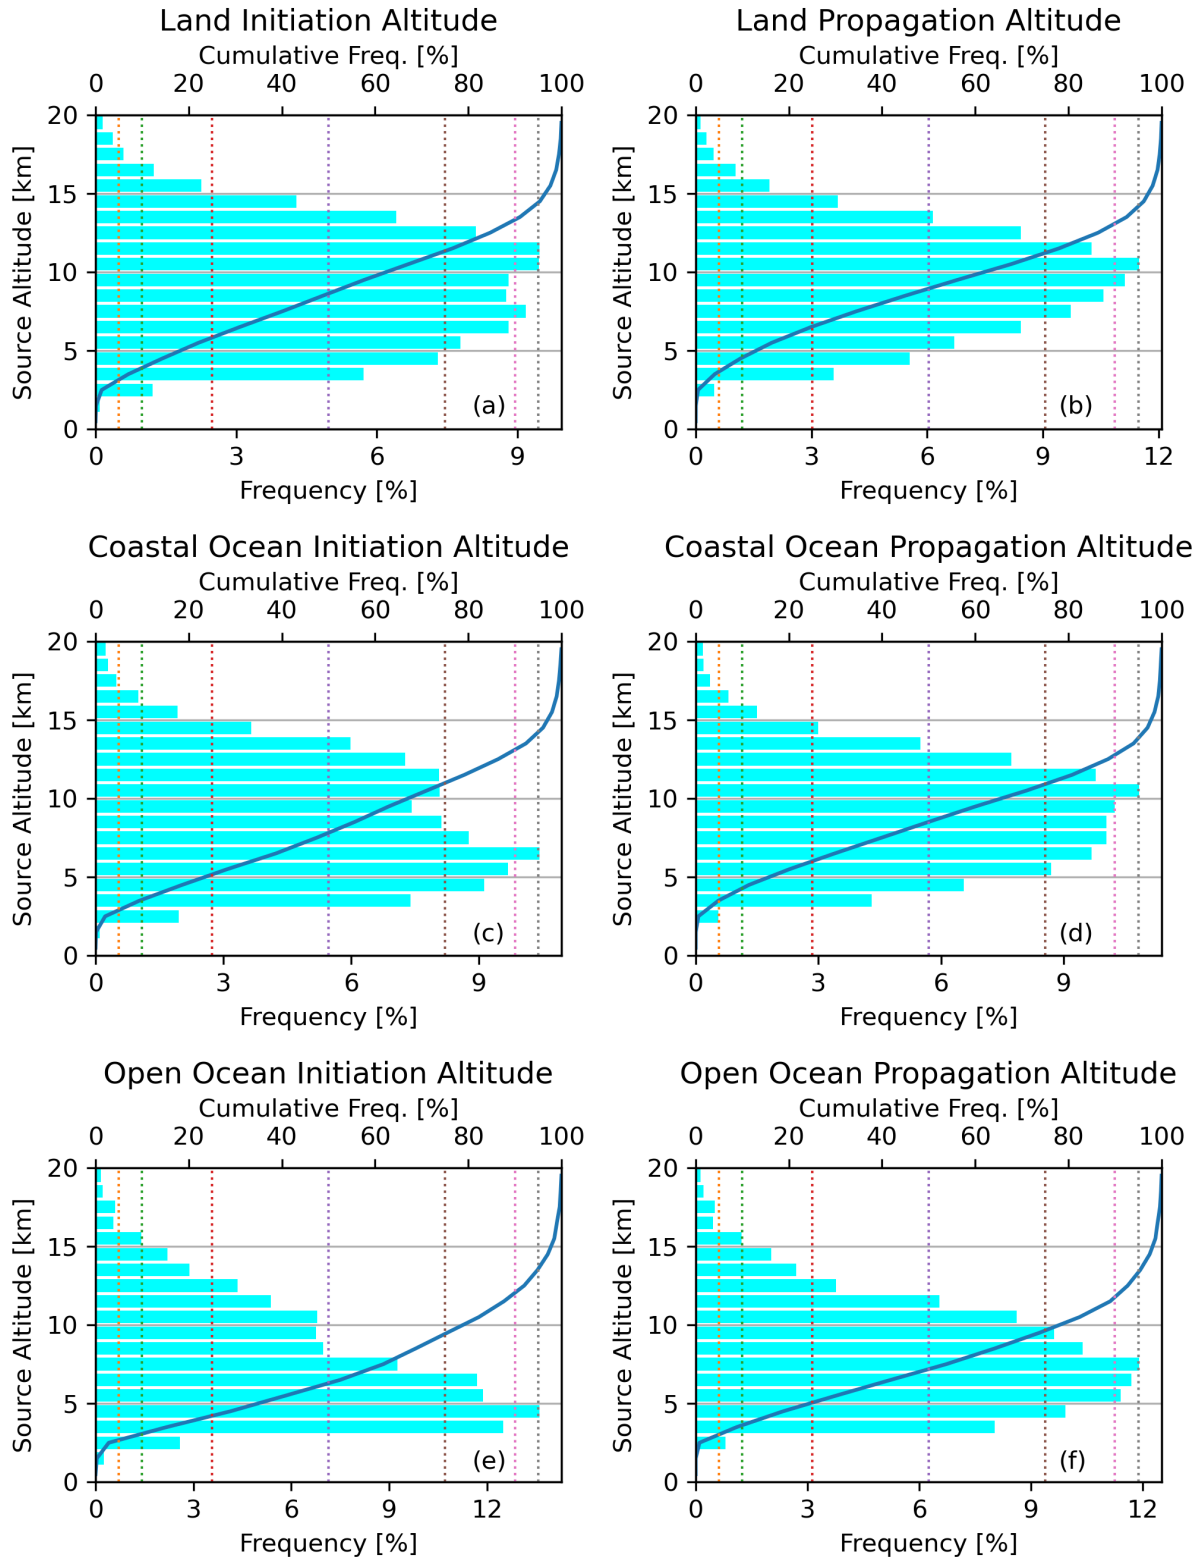 Land Initiation Altitude
Cumulative Freq. [%]
0 20 40 60 80 100
20
15
10
5
0
Source Altitude [km]
(a)
0 3 6 9
Frequency [%]
Land Propagation Altitude
Cumulative Freq. [%]
0 20 40 60 80 100
20
15
10
5
0
Source Altitude [km]
(b)
0 3 6 9 12
Frequency [%]
Coastal Ocean Initiation Altitude
Cumulative Freq. [%]
0 20 40 60 80 100
20
15
10
5
0
Source Altitude [km]
(c)
0 3 6 9
Frequency [%]
Coastal Ocean Propagation Altitude
Cumulative Freq. [%]
0 20 40 60 80 100
20
15
10
5
0
Source Altitude [km]
(d)
0 3 6 9
Frequency [%]
Open Ocean Initiation Altitude
Cumulative Freq. [%]
0 20 40 60 80 100
20
15
10
5
0
Source Altitude [km]
(e)
0 3 6 9 12
Frequency [%]
Open Ocean Propagation Altitude
Cumulative Freq. [%]
0 20 40 60 80 100
20
15
10
5
0
Source Altitude [km]
(f)
0 3 6 9 12
Frequency [%]